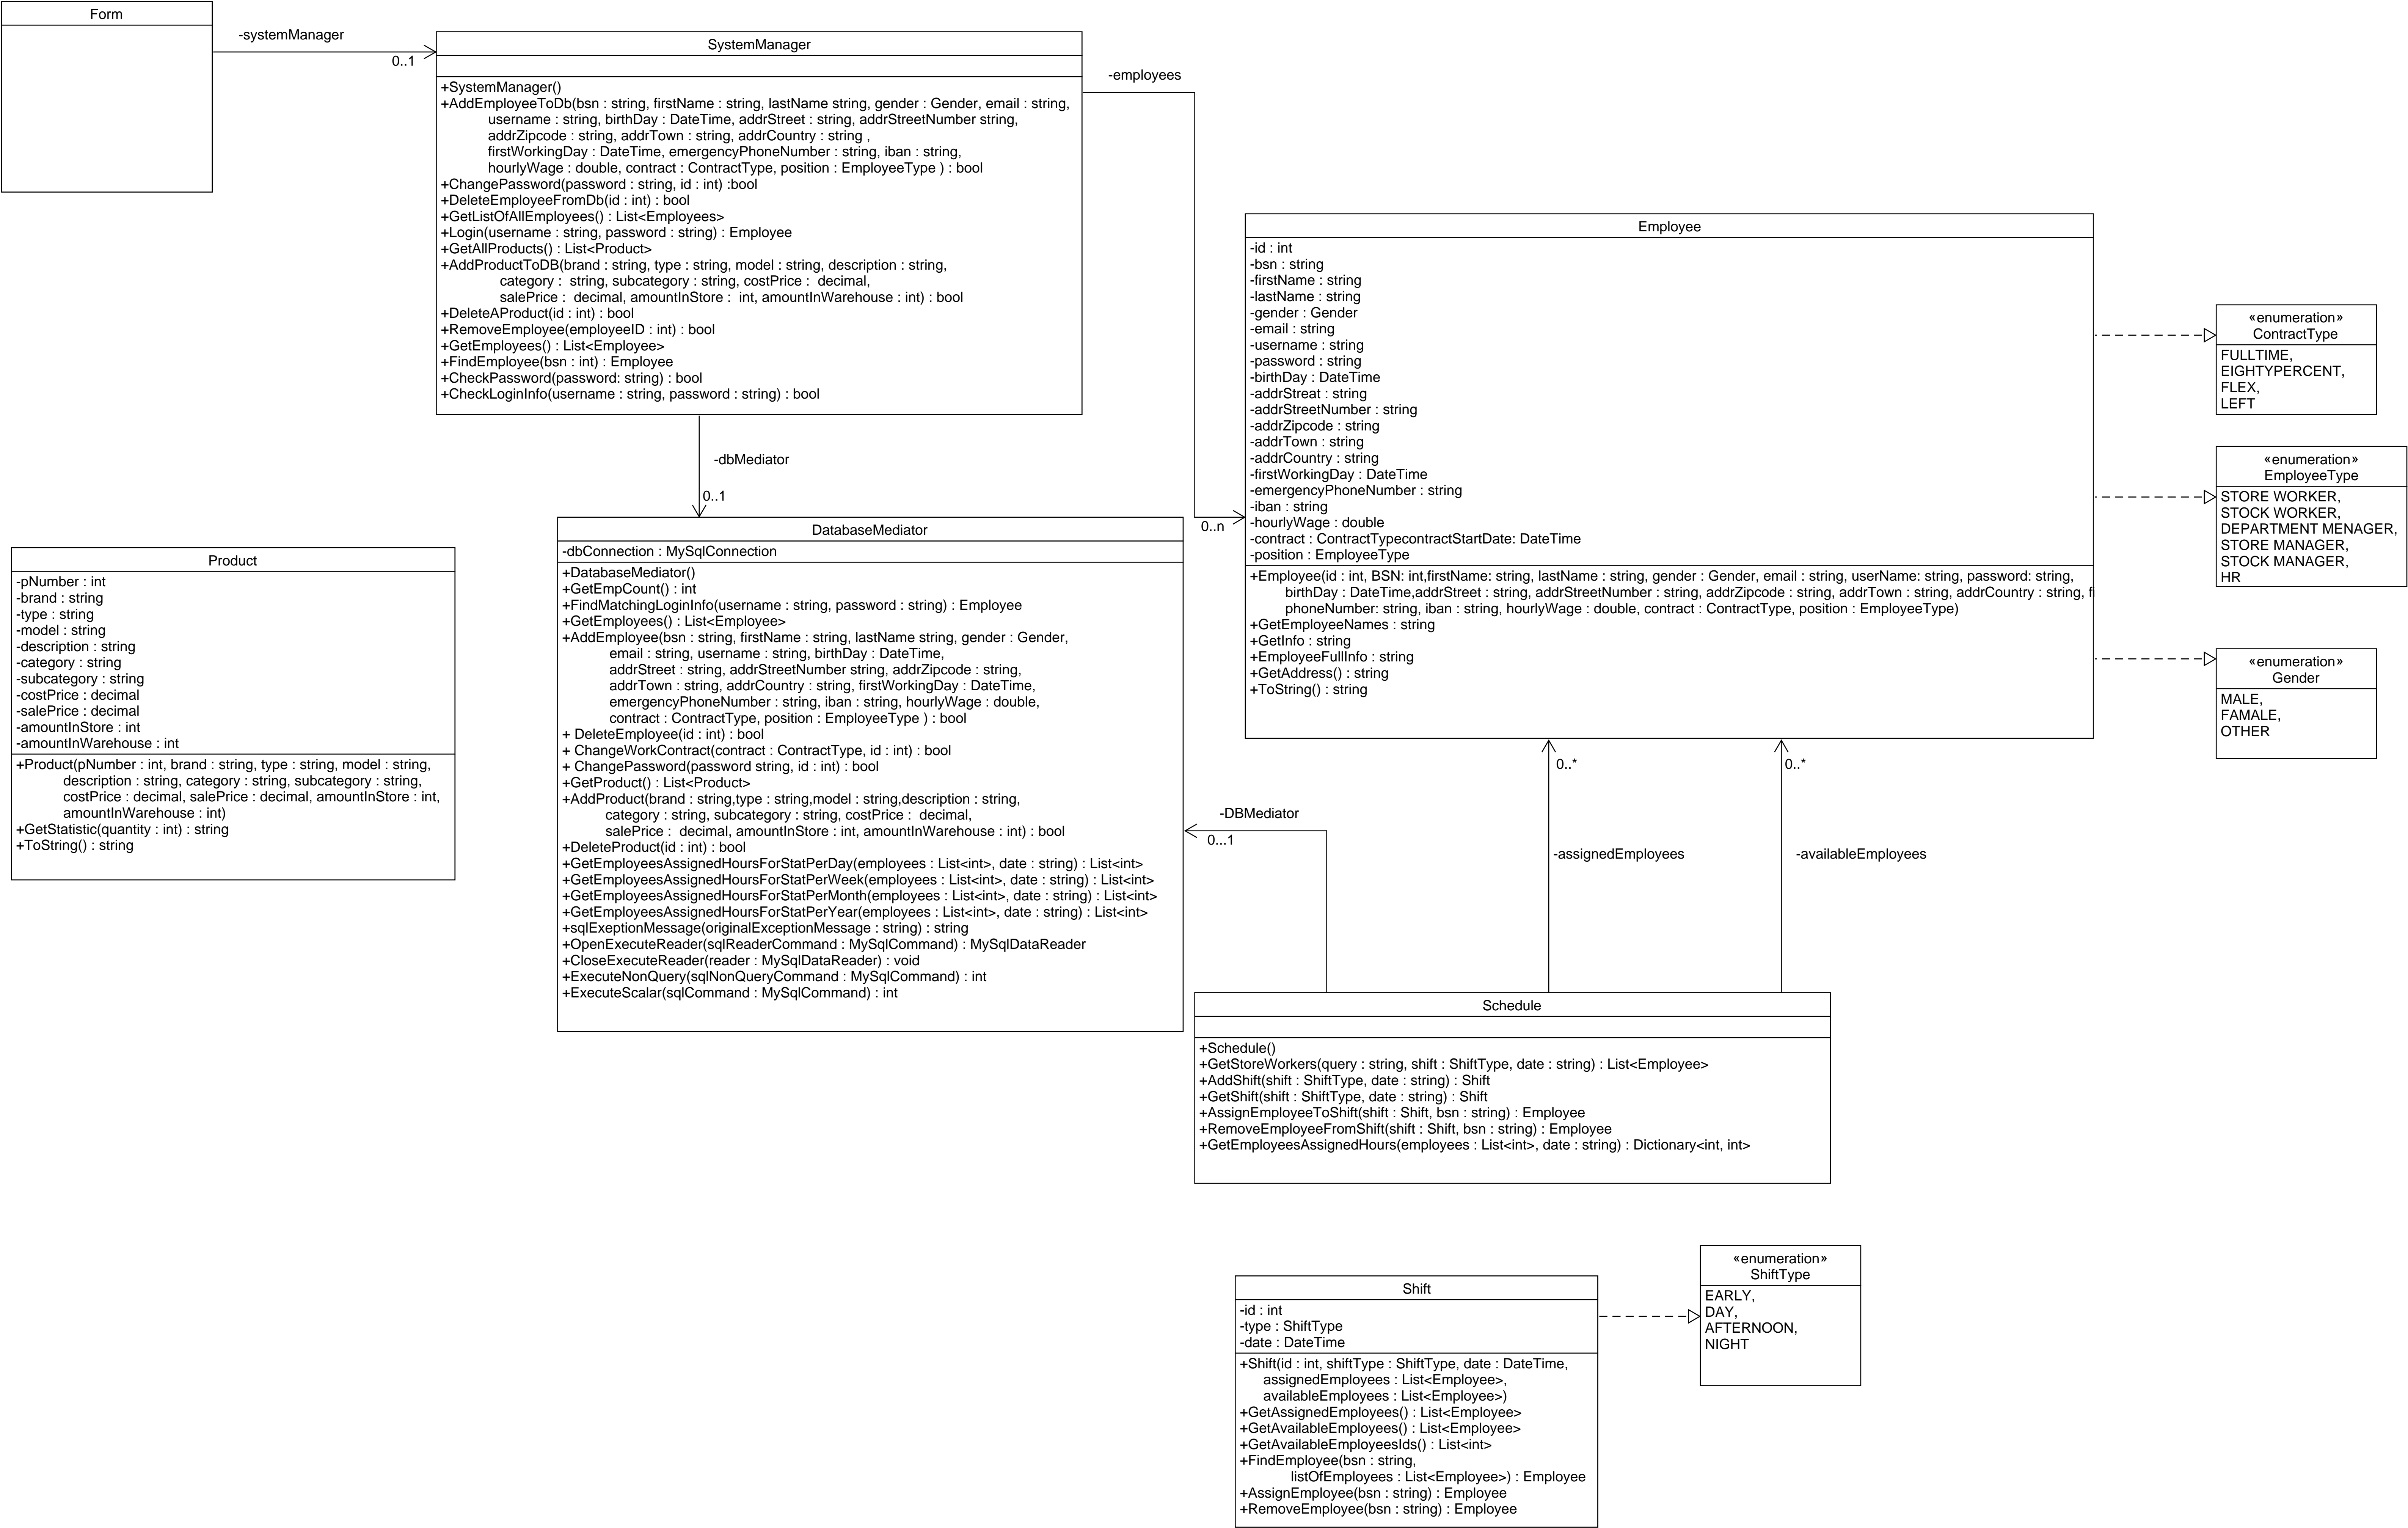 Form
-systemManager
0..1
SystemManager
+SystemManager()
+AddEmployeeToDb(bsn : string, firstName : string, lastName string, gender : Gender, email : string,
username : string, birthDay : DateTime, addrStreet : string, addrStreetNumber string,
addrZipcode : string, addrTown : string, addrCountry : string ,
firstWorkingDay : DateTime, emergencyPhoneNumber : string, iban : string,
hourlyWage : double, contract : ContractType, position : EmployeeType ) : bool
+ChangePassword(password : string, id : int) :bool
+DeleteEmployeeFromDb(id : int) : bool
+GetListOfAllEmployees() : List<Employees>
+Login(username : string, password : string) : Employee
+GetAllProducts() : List<Product>
+AddProductToDB(brand : string, type : string, model : string, description : string,
category :  string, subcategory : string, costPrice :  decimal,
salePrice :  decimal, amountInStore :  int, amountInWarehouse : int) : bool
+DeleteAProduct(id : int) : bool
+RemoveEmployee(employeeID : int) : bool
+GetEmployees() : List<Employee>
+FindEmployee(bsn : int) : Employee
+CheckPassword(password: string) : bool
+CheckLoginInfo(username : string, password : string) : bool
-employees
0..n
-dbMediator
0..1
Employee
-id : int
-bsn : string
-firstName : string
-lastName : string
-gender : Gender
-email : string
-username : string
-password : string
-birthDay : DateTime
-addrStreat : string
-addrStreetNumber : string
-addrZipcode : string
-addrTown : string
-addrCountry : string
-firstWorkingDay : DateTime
-emergencyPhoneNumber : string
-iban : string
-hourlyWage : double
-contract : ContractTypecontractStartDate: DateTime
-position : EmployeeType
+Employee(id : int, BSN: int,firstName: string, lastName : string, gender : Gender, email : string, userName: string, password: string,
birthDay : DateTime,addrStreet : string, addrStreetNumber : string, addrZipcode : string, addrTown : string, addrCountry : string, fi
phoneNumber: string, iban : string, hourlyWage : double, contract : ContractType, position : EmployeeType)
+GetEmployeeNames : string
+GetInfo : string
+EmployeeFullInfo : string
+GetAddress() : string
+ToString() : string
«enumeration»
ContractType
FULLTIME,
EIGHTYPERCENT,
FLEX,
LEFT
«enumeration»
EmployeeType
STORE WORKER,
STOCK WORKER,
DEPARTMENT MENAGER,
STORE MANAGER,
STOCK MANAGER,
HR
«enumeration»
Gender
MALE,
FAMALE,
OTHER
Product
-pNumber : int
-brand : string
-type : string
-model : string
-description : string
-category : string
-subcategory : string
-costPrice : decimal
-salePrice : decimal
-amountInStore : int
-amountInWarehouse : int
+Product(pNumber : int, brand : string, type : string, model : string,
description : string, category : string, subcategory : string,
costPrice : decimal, salePrice : decimal, amountInStore : int,
amountInWarehouse : int)
+GetStatistic(quantity : int) : string
+ToString() : string
DatabaseMediator
-dbConnection : MySqlConnection
+DatabaseMediator()
+GetEmpCount() : int
+FindMatchingLoginInfo(username : string, password : string) : Employee
+GetEmployees() : List<Employee>
+AddEmployee(bsn : string, firstName : string, lastName string, gender : Gender,
email : string, username : string, birthDay : DateTime,
addrStreet : string, addrStreetNumber string, addrZipcode : string,
addrTown : string, addrCountry : string, firstWorkingDay : DateTime,
emergencyPhoneNumber : string, iban : string, hourlyWage : double,
contract : ContractType, position : EmployeeType ) : bool
+ DeleteEmployee(id : int) : bool
+ ChangeWorkContract(contract : ContractType, id : int) : bool
+ ChangePassword(password string, id : int) : bool
+GetProduct() : List<Product>
+AddProduct(brand : string,type : string,model : string,description : string,
category : string, subcategory : string, costPrice :  decimal,
salePrice :  decimal, amountInStore : int, amountInWarehouse : int) : bool
+DeleteProduct(id : int) : bool
+GetEmployeesAssignedHoursForStatPerDay(employees : List<int>, date : string) : List<int>
+GetEmployeesAssignedHoursForStatPerWeek(employees : List<int>, date : string) : List<int>
+GetEmployeesAssignedHoursForStatPerMonth(employees : List<int>, date : string) : List<int>
+GetEmployeesAssignedHoursForStatPerYear(employees : List<int>, date : string) : List<int>
+sqlExeptionMessage(originalExceptionMessage : string) : string
+OpenExecuteReader(sqlReaderCommand : MySqlCommand) : MySqlDataReader
+CloseExecuteReader(reader : MySqlDataReader) : void
+ExecuteNonQuery(sqlNonQueryCommand : MySqlCommand) : int
+ExecuteScalar(sqlCommand : MySqlCommand) : int
-DBMediator
0...1
0..*
0..*
-assignedEmployees
-availableEmployees
Schedule
+Schedule()
+GetStoreWorkers(query : string, shift : ShiftType, date : string) : List<Employee>
+AddShift(shift : ShiftType, date : string) : Shift
+GetShift(shift : ShiftType, date : string) : Shift
+AssignEmployeeToShift(shift : Shift, bsn : string) : Employee
+RemoveEmployeeFromShift(shift : Shift, bsn : string) : Employee
+GetEmployeesAssignedHours(employees : List<int>, date : string) : Dictionary<int, int>
Shift
-id : int
-type : ShiftType
-date : DateTime
+Shift(id : int, shiftType : ShiftType, date : DateTime,
assignedEmployees : List<Employee>,
availableEmployees : List<Employee>)
+GetAssignedEmployees() : List<Employee>
+GetAvailableEmployees() : List<Employee>
+GetAvailableEmployeesIds() : List<int>
+FindEmployee(bsn : string,
listOfEmployees : List<Employee>) : Employee
+AssignEmployee(bsn : string) : Employee
+RemoveEmployee(bsn : string) : Employee
«enumeration»
ShiftType
EARLY,
DAY,
AFTERNOON,
NIGHT